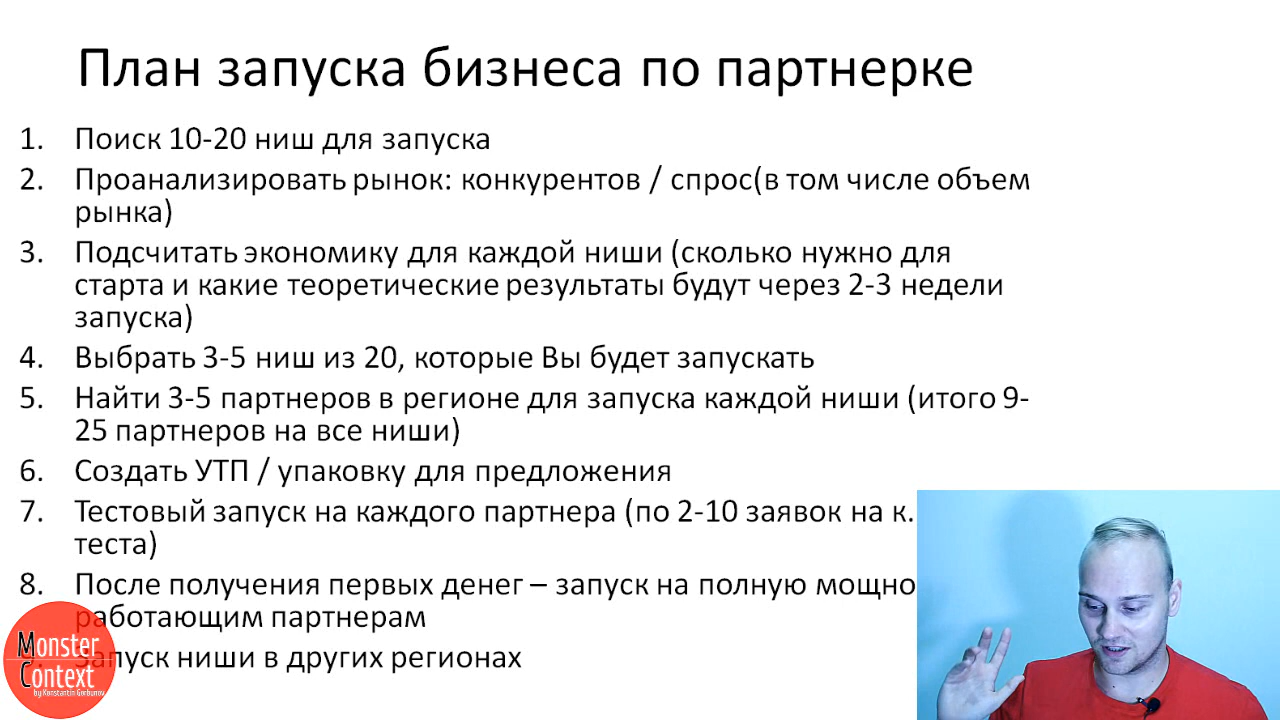 План запуска бизнеса по партнерке
1. Поиск 10-20 ниш для запуска
2. Проанализировать рынок: конкурентов / спрос(в том числе объем
рынка)
3. Подсчитать экономику для каждой ниши (сколько нужно для
старта и какие теоретические результаты будут через 2-3 недели
запуска)
4. Выбрать 3-5 ниш из 20, которые Вы будет запускать
5. Найти 3-5 партнеров в регионе для запуска каждой ниши (итого 9-
25 партнеров на все ниши)
6. Создать УТП / упаковку для предложения
7. Тестовый запуск на каждого партнера (по 2-10 заявок на к.
теста)
8. После получения первых денег – запуск на полную
работающим партнерам
Запуск ниши в других регионах
Monster
Context
by Konstantin Gorbunov